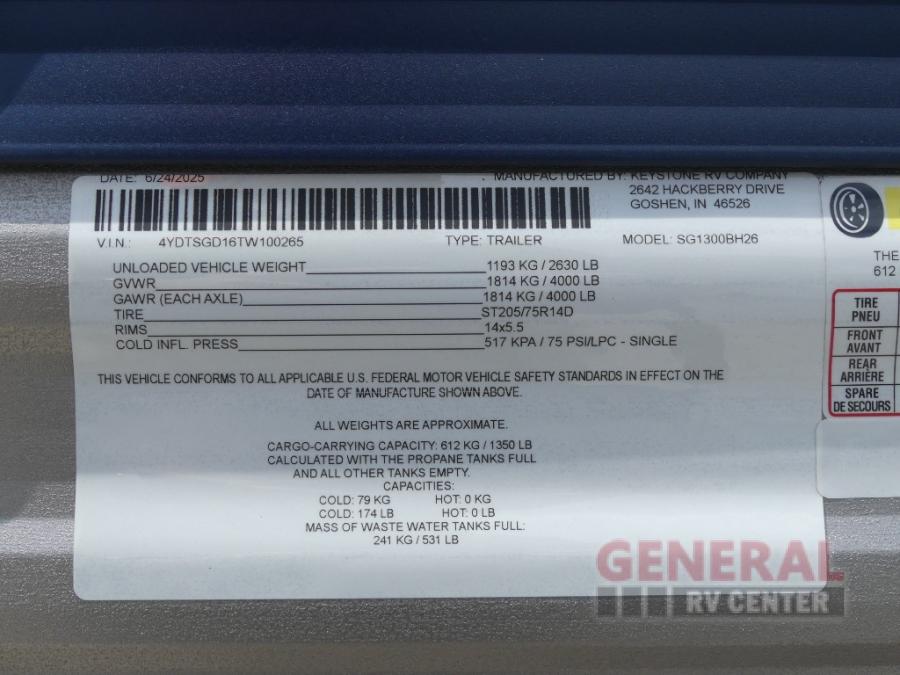 DATE: 6/24/2025
MANUFACTURED BY: KEYSTONE RV COMPANY
2642 HACKBERRY DRIVE
GOSHEN, IN 46526
V.I.N.: 4YDTSGD16TW100265 TYPE: TRAILER MODEL: SG1300BH26
UNLOADED VEHICLE WEIGHT 1193 KG / 2630 LB
GVWR 1814 KG / 4000 LB
GAWR (EACH AXLE) 1814 KG / 4000 LB
TIRE ST205/75R14D
RIMS 14x5.5
COLD INFL. PRESS 517 KPA / 75 PSI/LPC - SINGLE
THIS VEHICLE CONFORMS TO ALL APPLICABLE U.S. FEDERAL MOTOR VEHICLE SAFETY STANDARDS IN EFFECT ON THE
DATE OF MANUFACTURE SHOWN ABOVE.
ALL WEIGHTS ARE APPROXIMATE.
CARGO-CARRYING CAPACITY: 612 KG / 1350 LB
CALCULATED WITH THE PROPANE TANKS FULL
AND ALL OTHER TANKS EMPTY.
CAPACITIES:
COLD: 79 KG HOT: 0 KG
COLD: 174 LB HOT: 0 LB
MASS OF WASTE WATER TANKS FULL:
241 KG / 531 LB
THE
612
TIRE
PNEU
FRONT
AVANT
REAR
ARRIÈRE
SPARE
DE SECOURS
GENERAL
RV CENTER